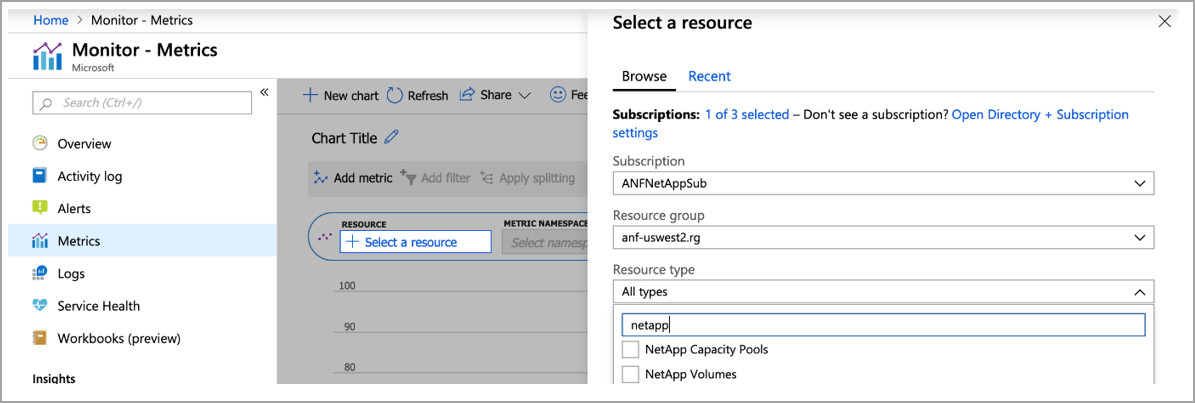 Home > Monitor - Metrics
Monitor - Metrics
Microsoft
Search (Ctrl+/)
«
Overview
Activity log
Alerts
Metrics
Logs
Service Health
Workbooks (preview)
Insights
New chart Refresh Share Fee
Chart Title
Add metric Add filter Apply splitting
RESOURCE METRIC NAMESPACE
Select a resource Select namesp
100
90
80
Select a resource
Browse Recent
Subscriptions: 1 of 3 selected – Don't see a subscription? Open Directory + Subscription
settings
Subscription
ANFNetAppSub
Resource group
anf-uswest2.rg
Resource type
All types
netapp
NetApp Capacity Pools
NetApp Volumes